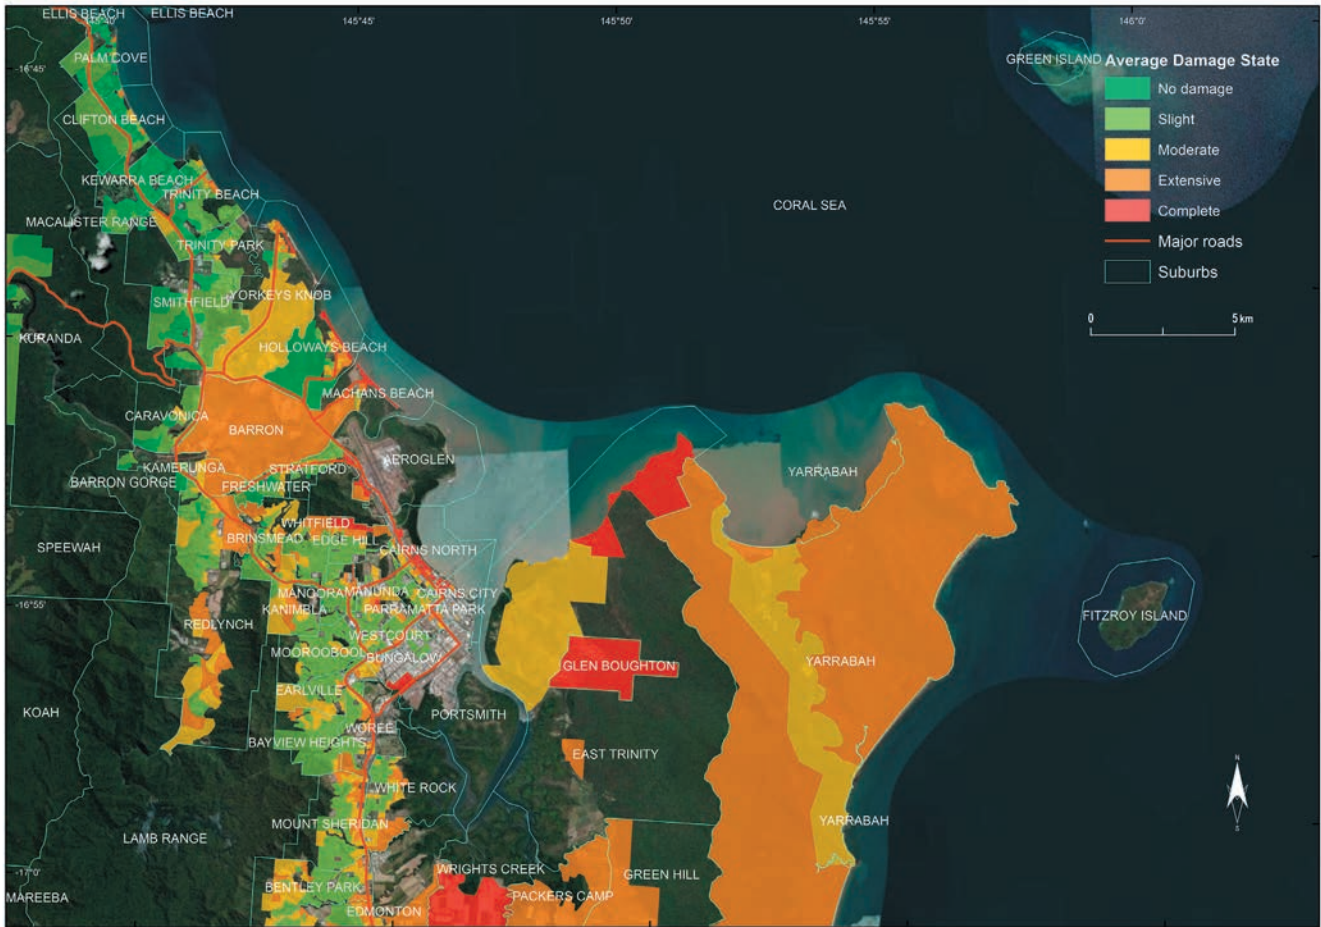 ELLIS BEACH
ELLIS BEACH
145°40'
145°45'
145°50'
145°55'
146°0'
PALM COVE
-16°45'
GREEN ISLAND
Average Damage State
No damage
Slight
Moderate
Extensive
Complete
Major roads
Suburbs
0
5 km
CLIFTON BEACH
KEWARRA BEACH
TRINITY BEACH
CORAL SEA
MACALISTER RANGE
TRINITY PARK
YORKEYS KNOB
SMITHFIELD
KURANDA
HOLLOWAYS BEACH
MACHANS BEACH
CARAVONICA
BARRON
AEROGLEN
KAMERUNGA
STRATFORD
YARRABAH
BARRON GORGE
FRESHWATER
WHITFIELD
BRINSMEAD
EDGE HILL
SPEEWAH
CAIRNS NORTH
MANOORA
MANUNDA
CAIRNS CITY
-16°55'
KANIMBLA
PARRAMATTA PARK
FITZROY ISLAND
REDLYNCH
WESTCOURT
MOOROOBOOL
BUNGALOW
GLEN BOUGHTON
YARRABAH
EARLVILLE
KOAH
PORTSMITH
WOREE
BAYVIEW HEIGHTS
EAST TRINITY
N
WHITE ROCK
S
MOUNT SHERIDAN
YARRABAH
LAMB RANGE
-17°0'
WRIGHTS CREEK
GREEN HILL
BENTLEY PARK
MAREEBA
PACKERS CAMP
EDMONTON